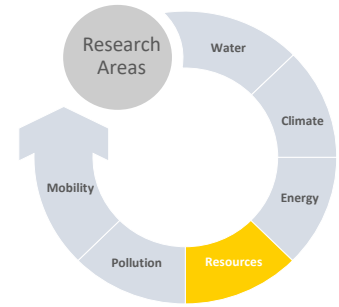 Research
Areas
Water
Climate
Energy
Resources
Pollution
Mobility